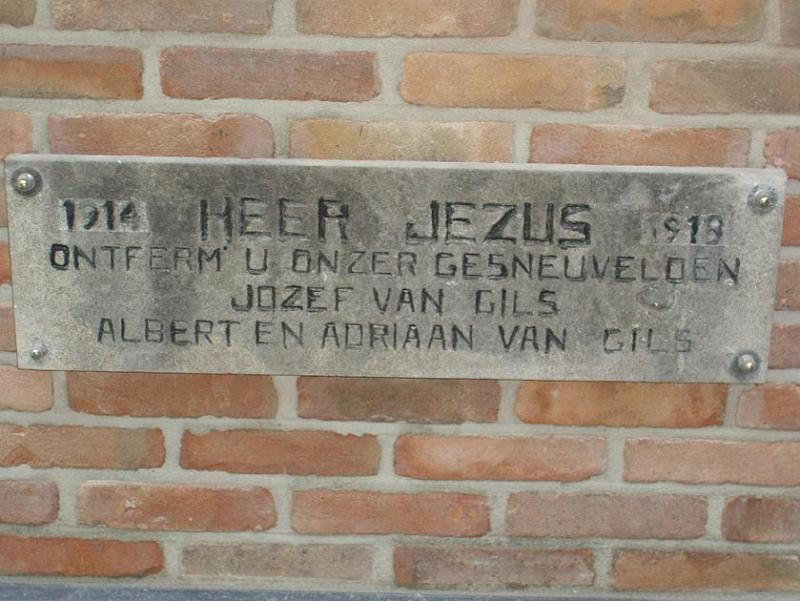 1914 HEER JEZUS 1918
ONTFERM' U ONZER GESNEUVELDEN
JOZEF VAN GILS
ALBERT EN ADRIAAN VAN GILS